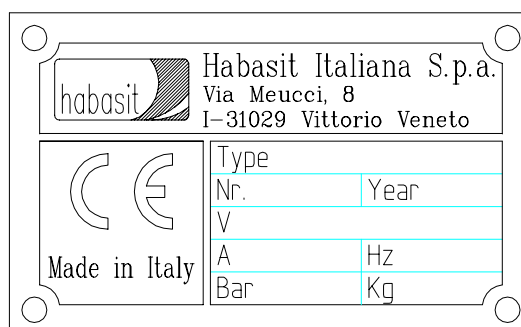 habasit
Habasit Italiana S.p.a.
Via Meucci, 8
I-31029 Vittorio Veneto
CE
Made in Italy
Type
Nr. Year
V
A Hz
Bar Kg